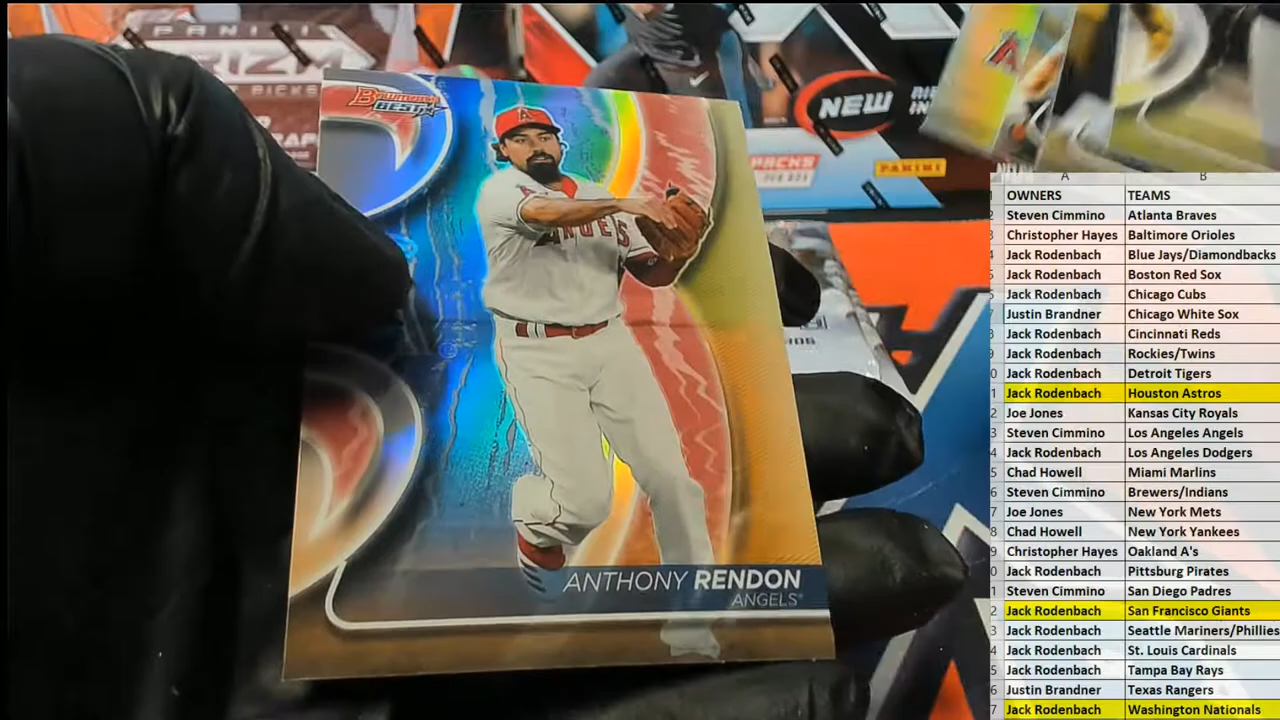 PANINI
PRIZM
PICKS
NEW
PACKS
PER BOX
PANINI
BOWMAN'S
BEST
A
ANGELS
ANTHONY RENDON
ANGELS
A B
OWNERS TEAMS
Steven Cimmino Atlanta Braves
Christopher Hayes Baltimore Orioles
Jack Rodenbach Blue Jays/Diamondbacks
Jack Rodenbach Boston Red Sox
Jack Rodenbach Chicago Cubs
Justin Brandner Chicago White Sox
Jack Rodenbach Cincinnati Reds
Jack Rodenbach Rockies/Twins
Jack Rodenbach Detroit Tigers
Jack Rodenbach Houston Astros
Joe Jones Kansas City Royals
Steven Cimmino Los Angeles Angels
Jack Rodenbach Los Angeles Dodgers
Chad Howell Miami Marlins
Steven Cimmino Brewers/Indians
Joe Jones New York Mets
Chad Howell New York Yankees
Christopher Hayes Oakland A's
Jack Rodenbach Pittsburg Pirates
Steven Cimmino San Diego Padres
Jack Rodenbach San Francisco Giants
Jack Rodenbach Seattle Mariners/Phillies
Jack Rodenbach St. Louis Cardinals
Jack Rodenbach Tampa Bay Rays
Justin Brandner Texas Rangers
Jack Rodenbach Washington Nationals